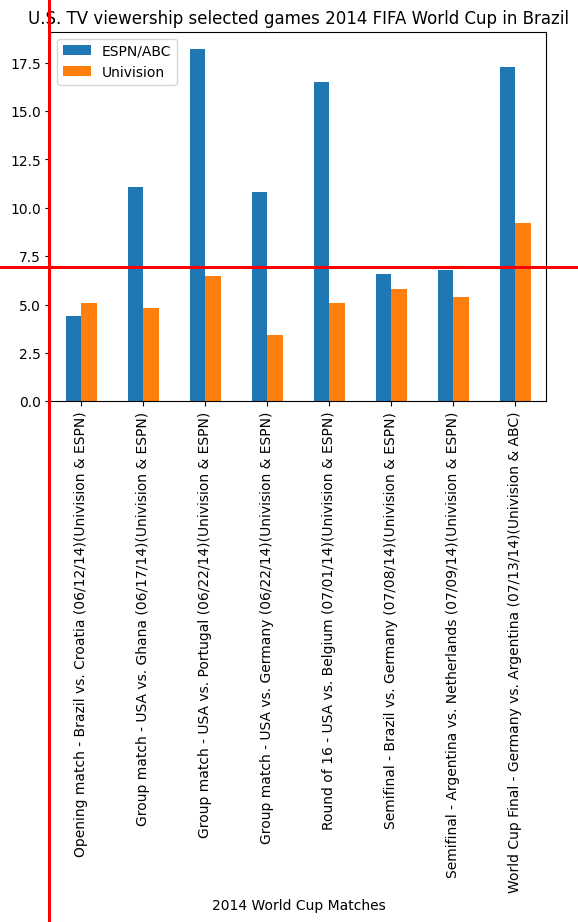 U.S. TV viewership selected games 2014 FIFA World Cup in Brazil
ESPN/ABC
Univision
17.5
15.0
12.5
10.0
7.5
5.0
2.5
0.0
Opening match - Brazil vs. Croatia (06/12/14)(Univision & ESPN)
Group match - USA vs. Ghana (06/17/14)(Univision & ESPN)
Group match - USA vs. Portugal (06/22/14)(Univision & ESPN)
Group match - USA vs. Germany (06/22/14)(Univision & ESPN)
Round of 16 - USA vs. Belgium (07/01/14)(Univision & ESPN)
Semifinal - Brazil vs. Germany (07/08/14)(Univision & ESPN)
Semifinal - Argentina vs. Netherlands (07/09/14)(Univision & ESPN)
World Cup Final - Germany vs. Argentina (07/13/14)(Univision & ABC)
2014 World Cup Matches